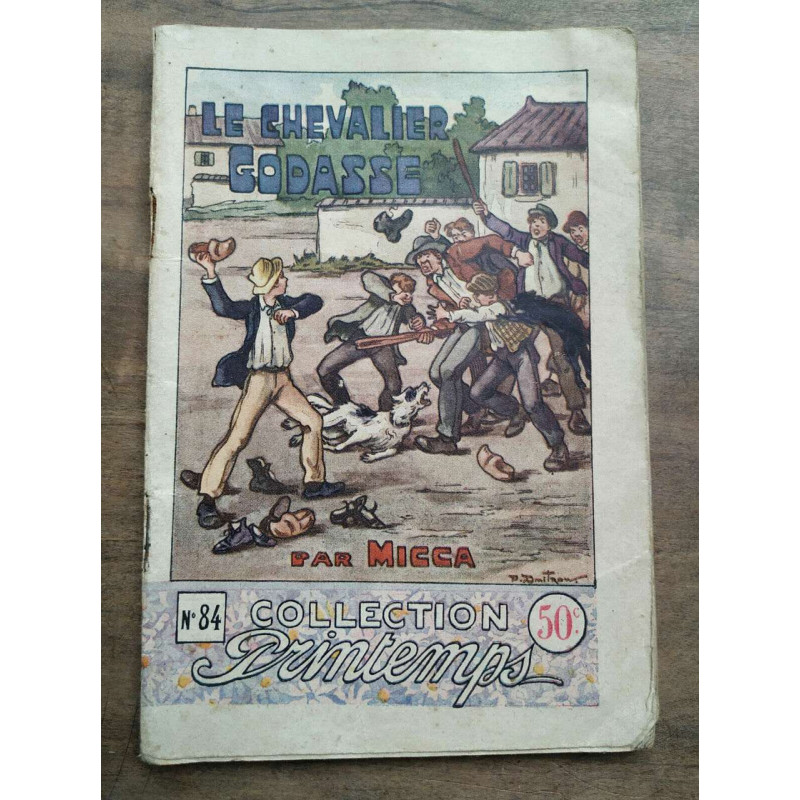 LE CHEVALIER
GODASSE
PAR MICCA
N° 84
COLLECTION
Printemps
50c.